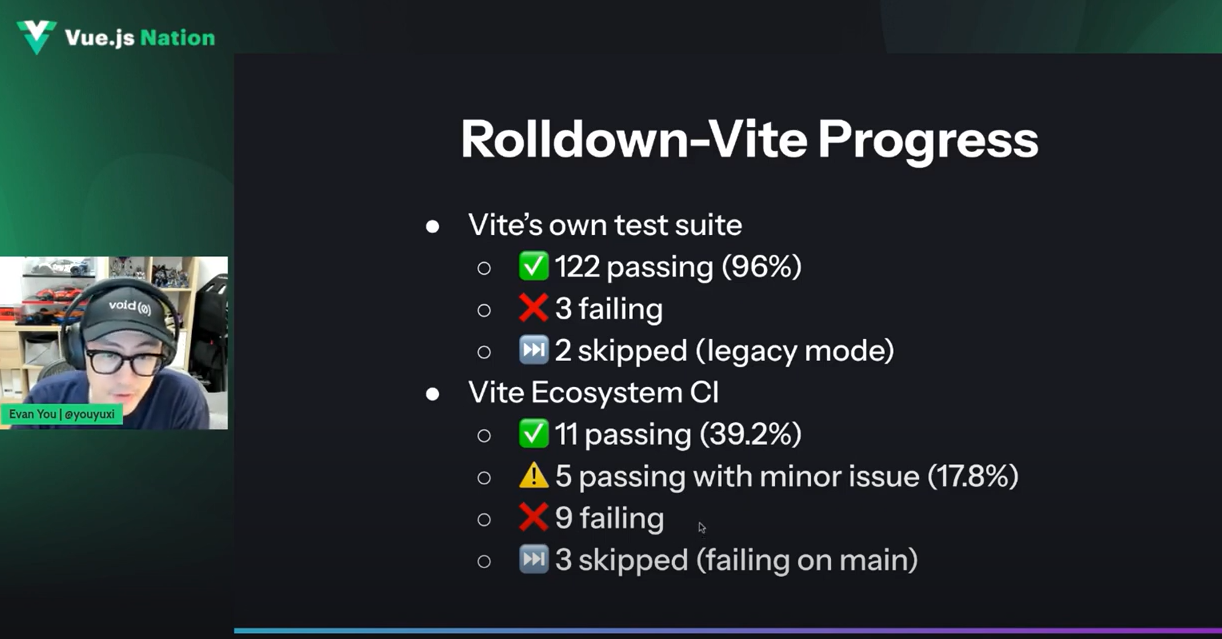 Vue.js Nation
Rolldown-Vite Progress
● Vite's own test suite
○ ✅ 122 passing (96%)
○ ❌ 3 failing
○ ⏭️ 2 skipped (legacy mode)
● Vite Ecosystem CI
○ ✅ 11 passing (39.2%)
○ ⚠️ 5 passing with minor issue (17.8%)
○ ❌ 9 failing
○ ⏭️ 3 skipped (failing on main)
void(0)
Evan You | @youyuxi